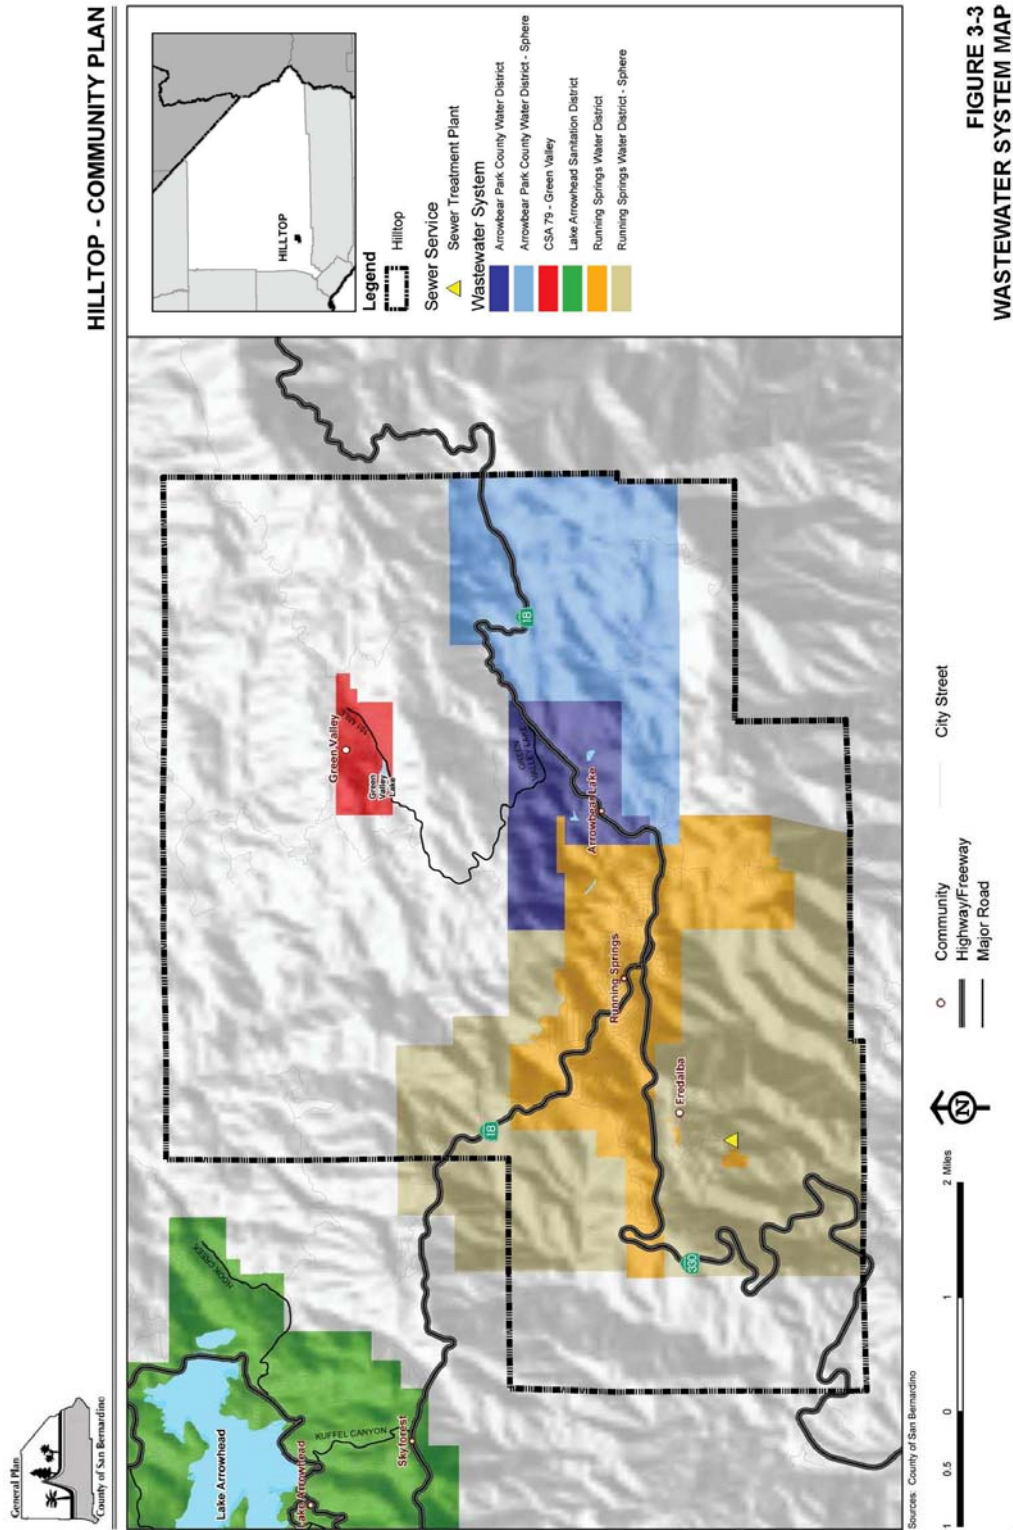 General Plan
County of San Bernardino
HILLTOP - COMMUNITY PLAN
Lake Arrowhead
Lake Arrowhead
KUFFEL CANYON
Skyforest
HOOK CREEK
18
330
Fredalba
Running Springs
Arrowbear Lake
GREEN
VALLEY LAKE
Green Valley
Green
Valley
Lake
18
HILLTOP
Legend
Hilltop
Sewer Service
Sewer Treatment Plant
Wastewater System
Arrowbear Park County Water District
Arrowbear Park County Water District - Sphere
CSA 79 - Green Valley
Lake Arrowhead Sanitation District
Running Springs Water District
Running Springs Water District - Sphere
Sources: County of San Bernardino
1 0.5 0 1 2 Miles
N
Community
Highway/Freeway
Major Road
City Street
FIGURE 3-3
WASTEWATER SYSTEM MAP